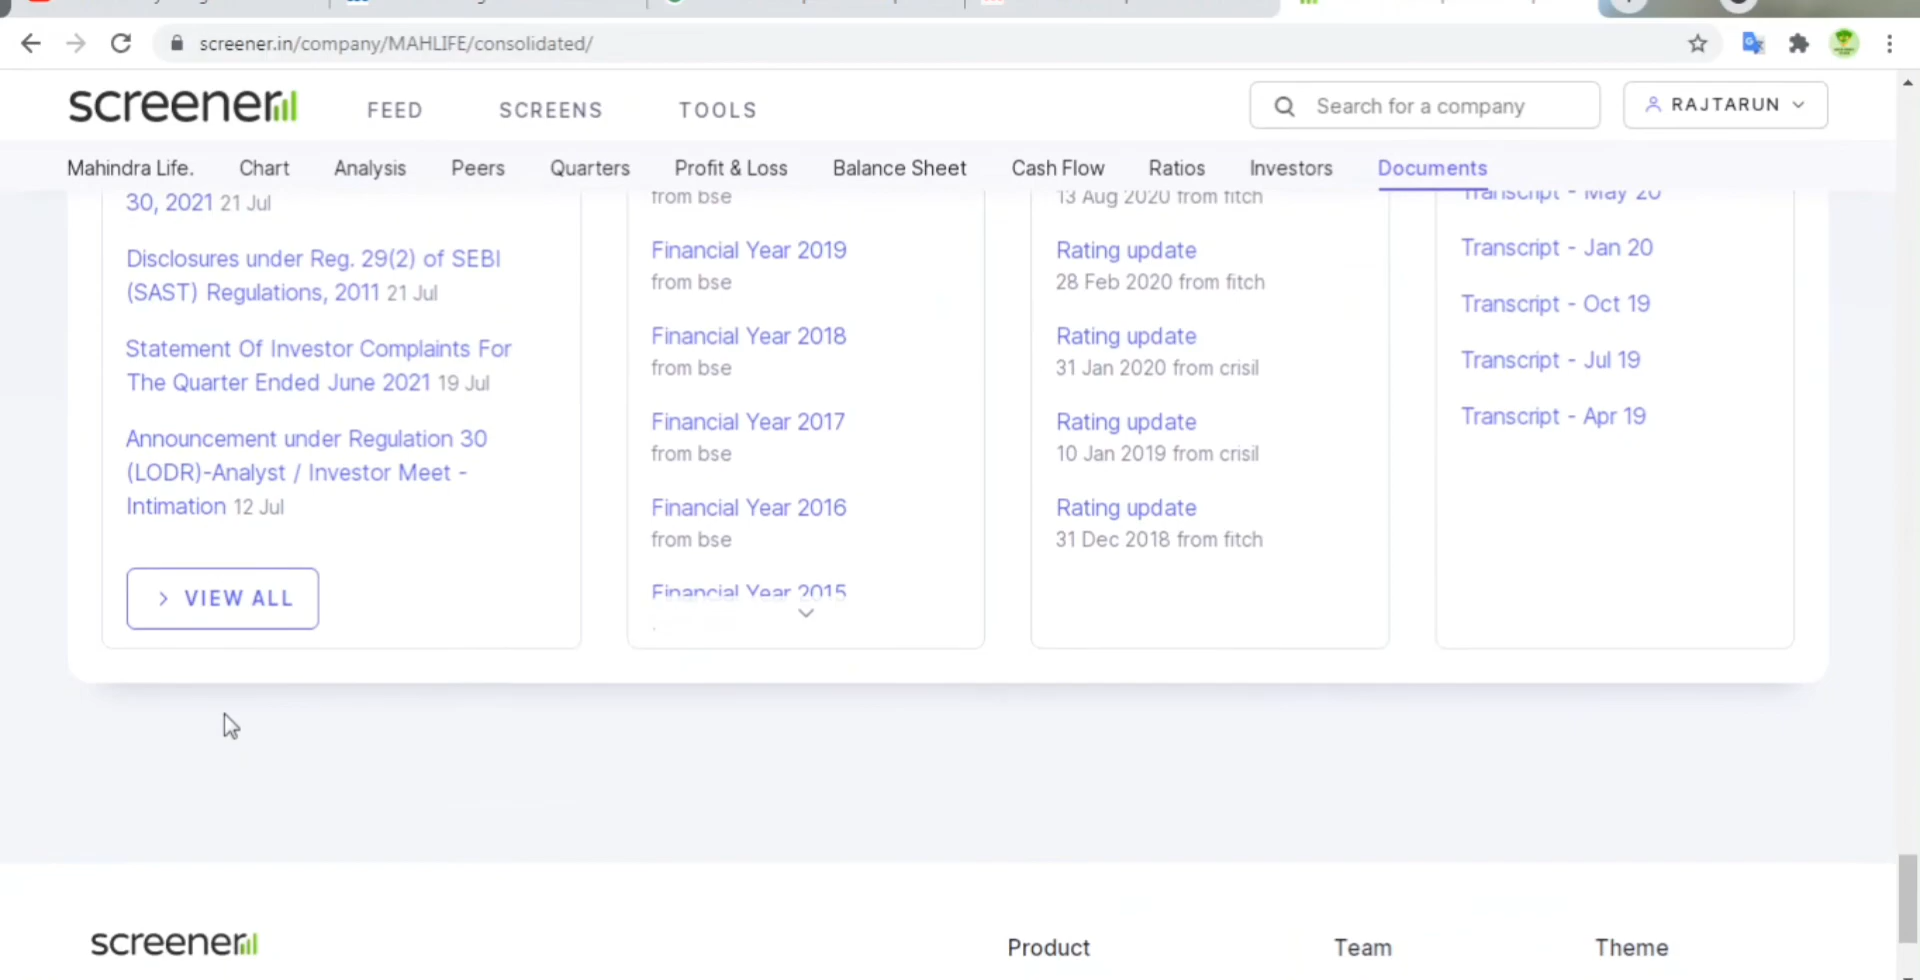 screener.in/company/MAHLIFE/consolidated/
screener
FEED
SCREENS
TOOLS
Search for a company
RAJTARUN
Mahindra Life.
Chart
Analysis
Peers
Quarters
Profit & Loss
Balance Sheet
Cash Flow
Ratios
Investors
Documents
30, 2021 21 Jul
Disclosures under Reg. 29(2) of SEBI
(SAST) Regulations, 2011 21 Jul
Statement Of Investor Complaints For
The Quarter Ended June 2021 19 Jul
Announcement under Regulation 30
(LODR)-Analyst / Investor Meet -
Intimation 12 Jul
VIEW ALL
from bse
Financial Year 2019
from bse
Financial Year 2018
from bse
Financial Year 2017
from bse
Financial Year 2016
from bse
Financial Year 2015
13 Aug 2020 from fitch
Rating update
28 Feb 2020 from fitch
Rating update
31 Jan 2020 from crisil
Rating update
10 Jan 2019 from crisil
Rating update
31 Dec 2018 from fitch
Transcript - May 20
Transcript - Jan 20
Transcript - Oct 19
Transcript - Jul 19
Transcript - Apr 19
screener
Product
Team
Theme